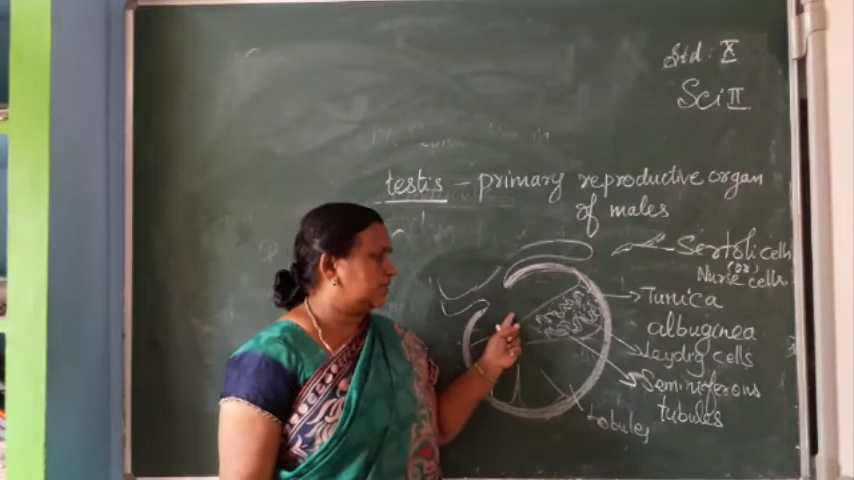 Std: X
Sci II
testis - primary reproductive organ
of males
Sertoli cells
(or)
Nurse cells
Tunica
albuginea
Leydig cells
Seminiferous
tubules
lobules